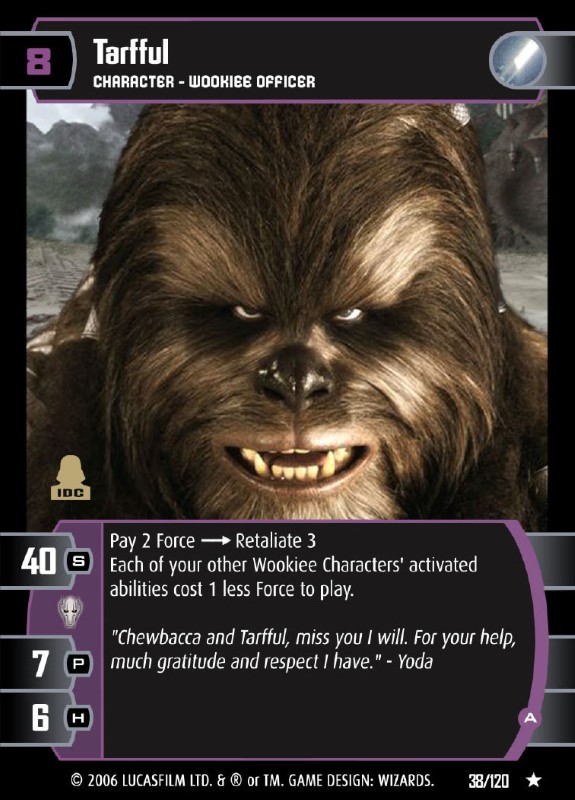 8
Tarfful
CHARACTER - WOOKIEE OFFICER
IDC
40 S
Pay 2 Force → Retaliate 3
Each of your other Wookiee Characters' activated
abilities cost 1 less Force to play.
"Chewbacca and Tarfful, miss you I will. For your help,
much gratitude and respect I have." - Yoda
7 P
6 H
A
© 2006 LUCASFILM LTD. & ® or TM. GAME DESIGN: WIZARDS. 38/120 ★